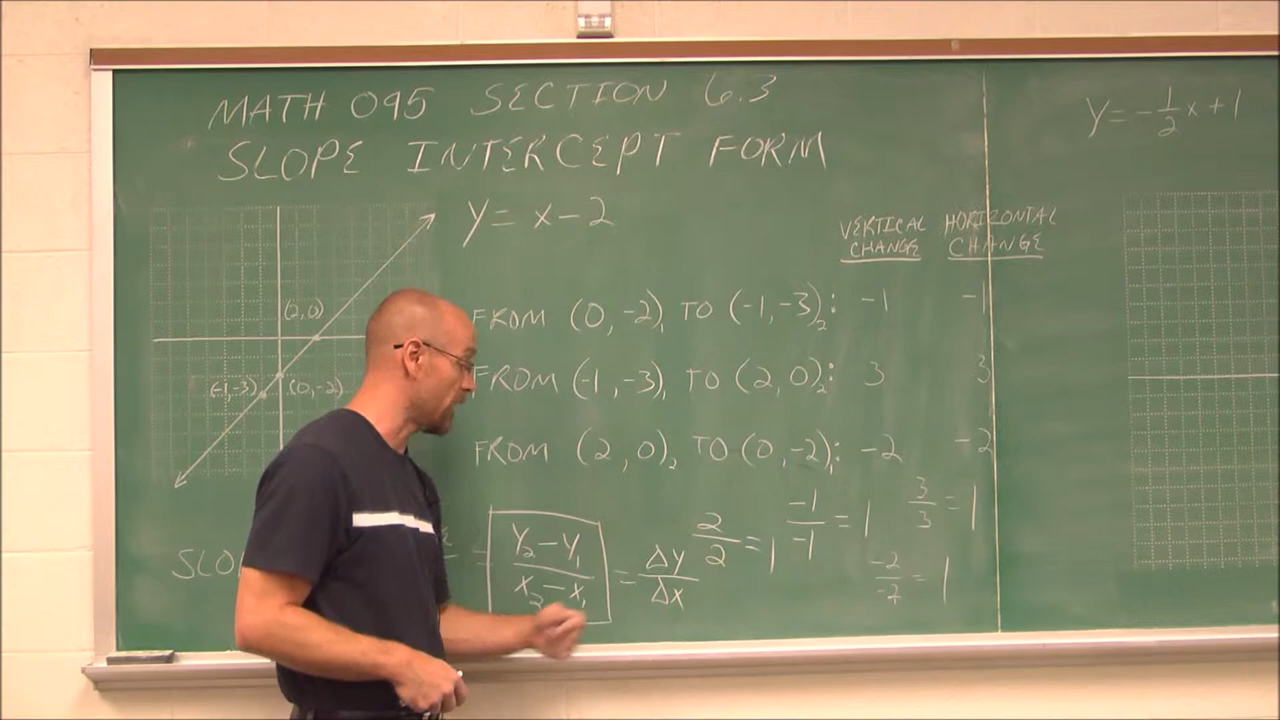 MATH 095 SECTION 6.3
SLOPE INTERCEPT FORM
y = x - 2
(2,0)
(-1,-3)
(0,-2)
VERTICAL CHANGE
HORIZONTAL CHANGE
FROM (0, -2)₁ TO (-1, -3)₂: -1 -1
FROM (-1, -3)₁ TO (2, 0)₂: 3 3
FROM (2, 0)₂ TO (0, -2)₁: -2 -2
= y₂ - y₁ / x₂ - x₁ = Δy / Δx
2/2 = 1
-1/-1 = 1
3/3 = 1
-2/-2 = 1
y = -1/2 x + 1